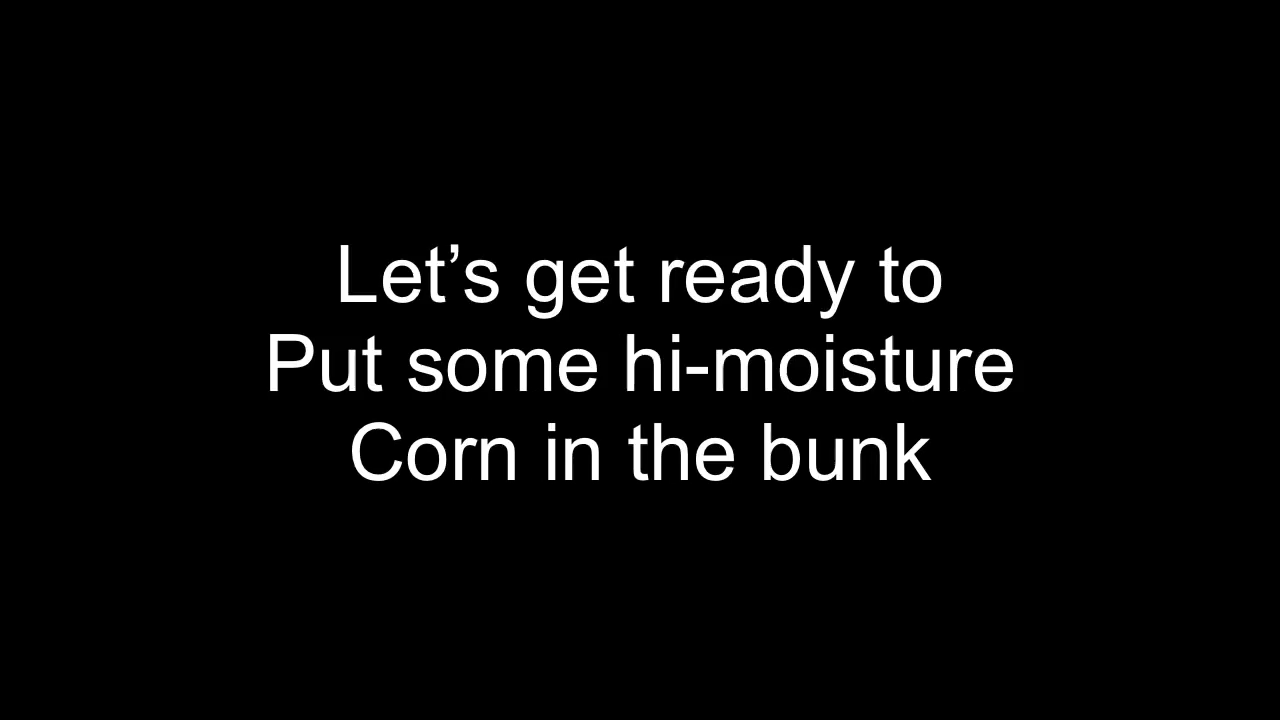 Let’s get ready to
Put some hi-moisture
Corn in the bunk